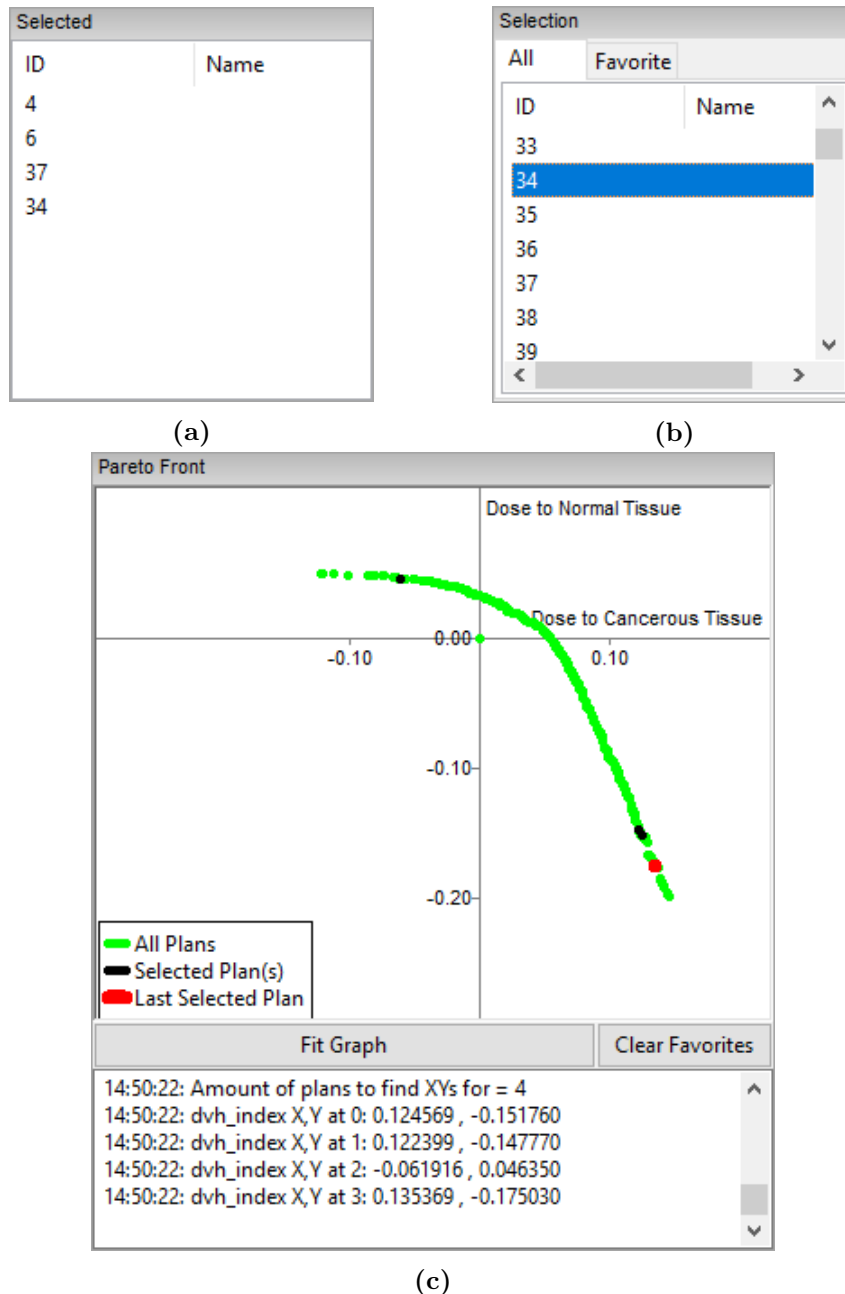 Selected
ID Name
4
6
37
34
(a)
Selection
All Favorite
ID Name
33
34
35
36
37
38
39
(b)
Pareto Front
Dose to Normal Tissue
Dose to Cancerous Tissue
0.00
-0.10 0.10
-0.10
-0.20
All Plans
Selected Plan(s)
Last Selected Plan
Fit Graph Clear Favorites
14:50:22: Amount of plans to find XYs for = 4
14:50:22: dvh_index X,Y at 0: 0.124569 , -0.151760
14:50:22: dvh_index X,Y at 1: 0.122399 , -0.147770
14:50:22: dvh_index X,Y at 2: -0.061916 , 0.046350
14:50:22: dvh_index X,Y at 3: 0.135369 , -0.175030
(c)